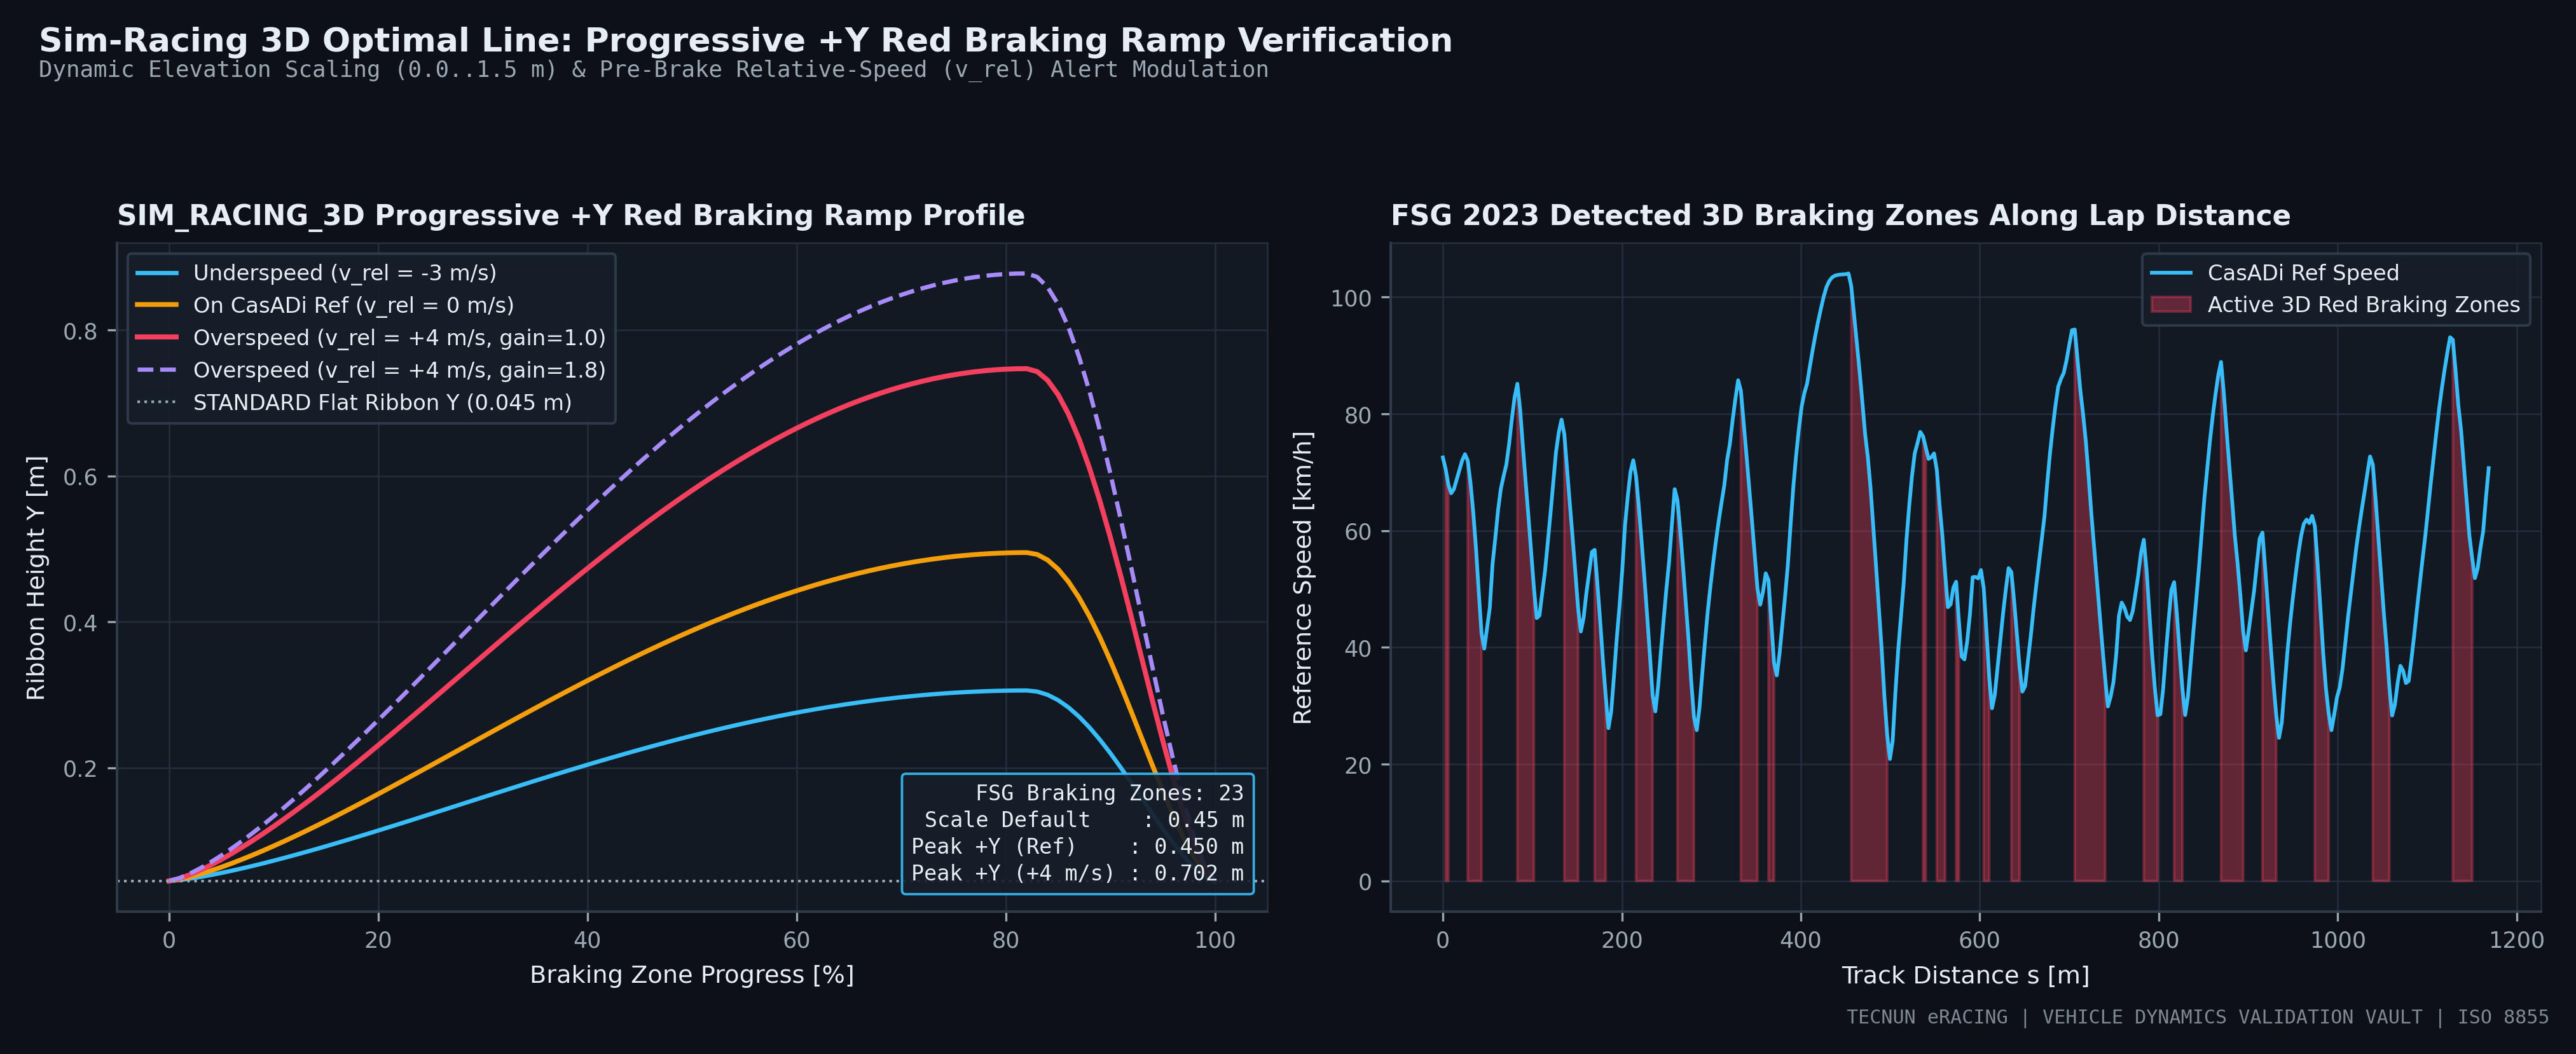 Sim-Racing 3D Optimal Line: Progressive +Y Red Braking Ramp Verification
Dynamic Elevation Scaling (0.0..1.5 m) & Pre-Brake Relative-Speed (v_rel) Alert Modulation
SIM_RACING_3D Progressive +Y Red Braking Ramp Profile
Underspeed (v_rel = -3 m/s)
On CasADi Ref (v_rel = 0 m/s)
Overspeed (v_rel = +4 m/s, gain=1.0)
Overspeed (v_rel = +4 m/s, gain=1.8)
STANDARD Flat Ribbon Y (0.045 m)
Ribbon Height Y [m]
0.8
0.6
0.4
0.2
FSG Braking Zones: 23
Scale Default : 0.45 m
Peak +Y (Ref) : 0.450 m
Peak +Y (+4 m/s) : 0.702 m
0 20 40 60 80 100
Braking Zone Progress [%]
FSG 2023 Detected 3D Braking Zones Along Lap Distance
CasADi Ref Speed
Active 3D Red Braking Zones
Reference Speed [km/h]
100
80
60
40
20
0
0 200 400 600 800 1000 1200
Track Distance s [m]
TECNUN eRACING | VEHICLE DYNAMICS VALIDATION VAULT | ISO 8855